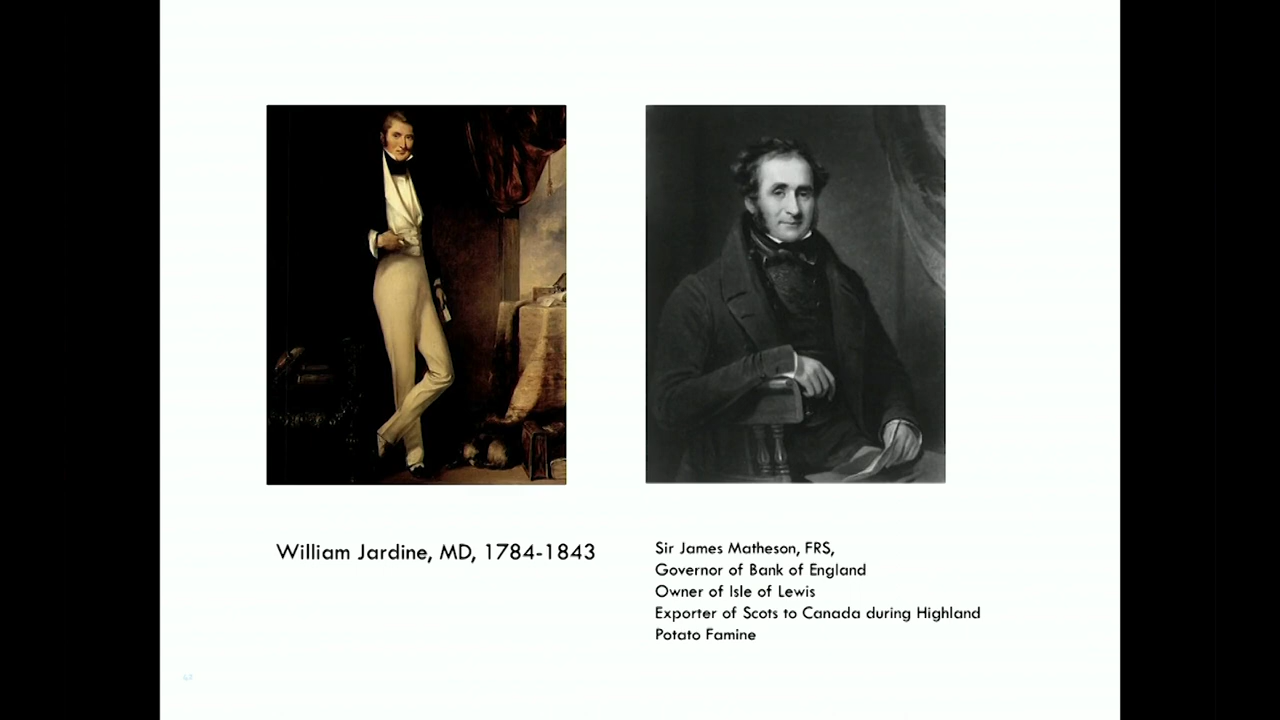 William Jardine, MD, 1784-1843
Sir James Matheson, FRS,
Governor of Bank of England
Owner of Isle of Lewis
Exporter of Scots to Canada during Highland
Potato Famine